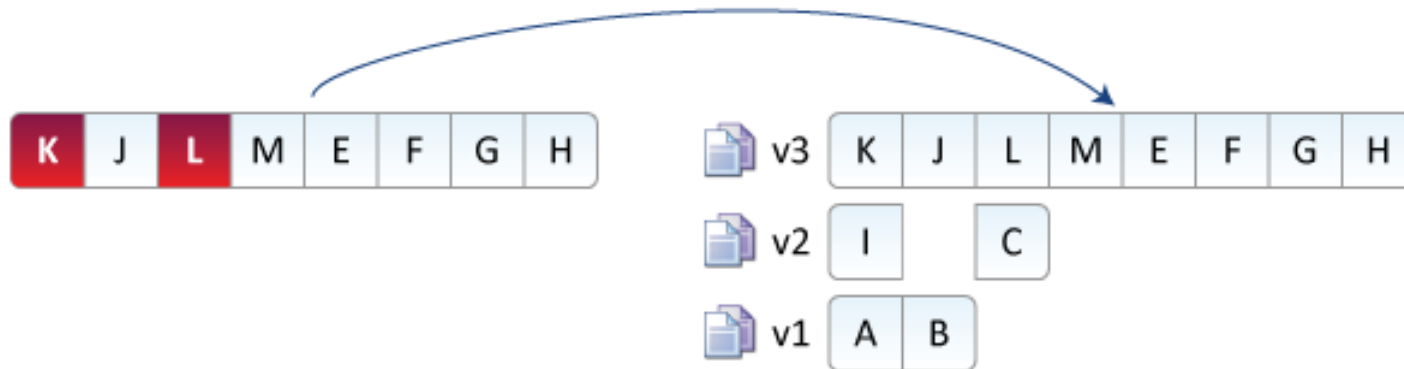 K J L M E F G H
v3 K J L M E F G H
v2 I C
v1 A B